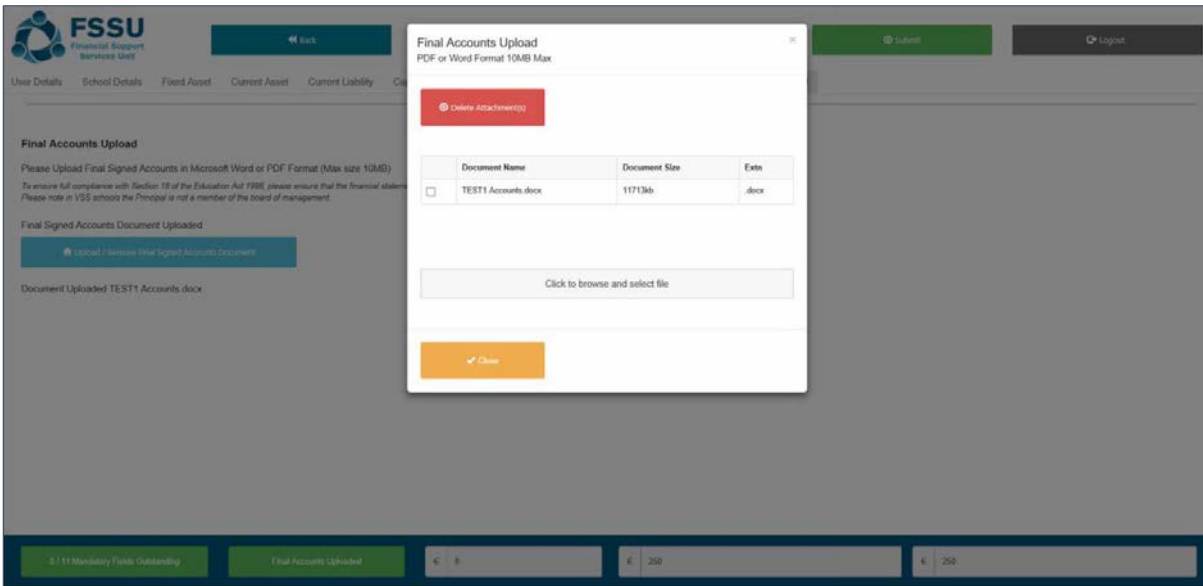 FSSU
Financial Support
Services Unit
Back
Submit
Logout
User Details School Details Fixed Asset Current Asset Current Liability
Final Accounts Upload
PDF or Word Format 10MB Max
×
Delete Attachment(s)
Document Name Document Size Extn
TEST1 Accounts.docx 11713kb .docx
Click to browse and select file
Close
Final Accounts Upload
Please Upload Final Signed Accounts in Microsoft Word or PDF Format (Max size 10MB)
To ensure full compliance with Section 18 of the Education Act 1998, please ensure that the financial
Please note in VSS schools the Principal is not a member of the board of management.
Final Signed Accounts Document Uploaded
Upload / Remove Final Signed Accounts Document
Document Uploaded TEST1 Accounts.docx
0 / 11 Mandatory Fields Outstanding
Final Accounts Uploaded
€ 0
€ 250
€ 250